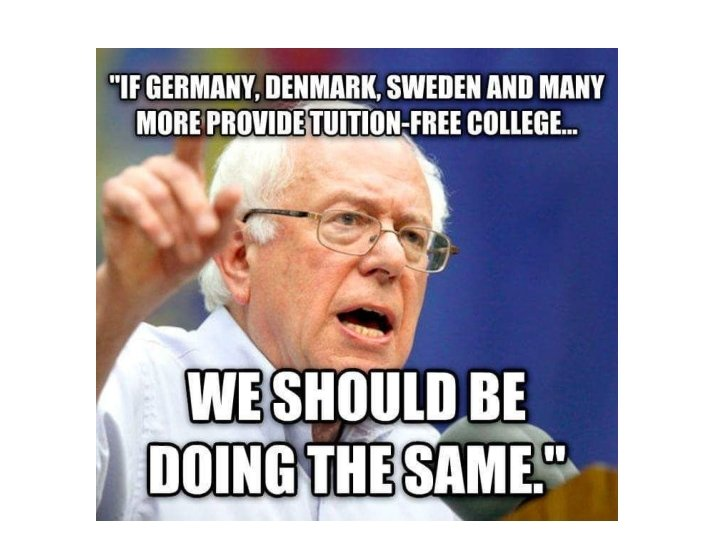 "IF GERMANY, DENMARK, SWEDEN AND MANY
MORE PROVIDE TUITION-FREE COLLEGE...
WE SHOULD BE
DOING THE SAME."